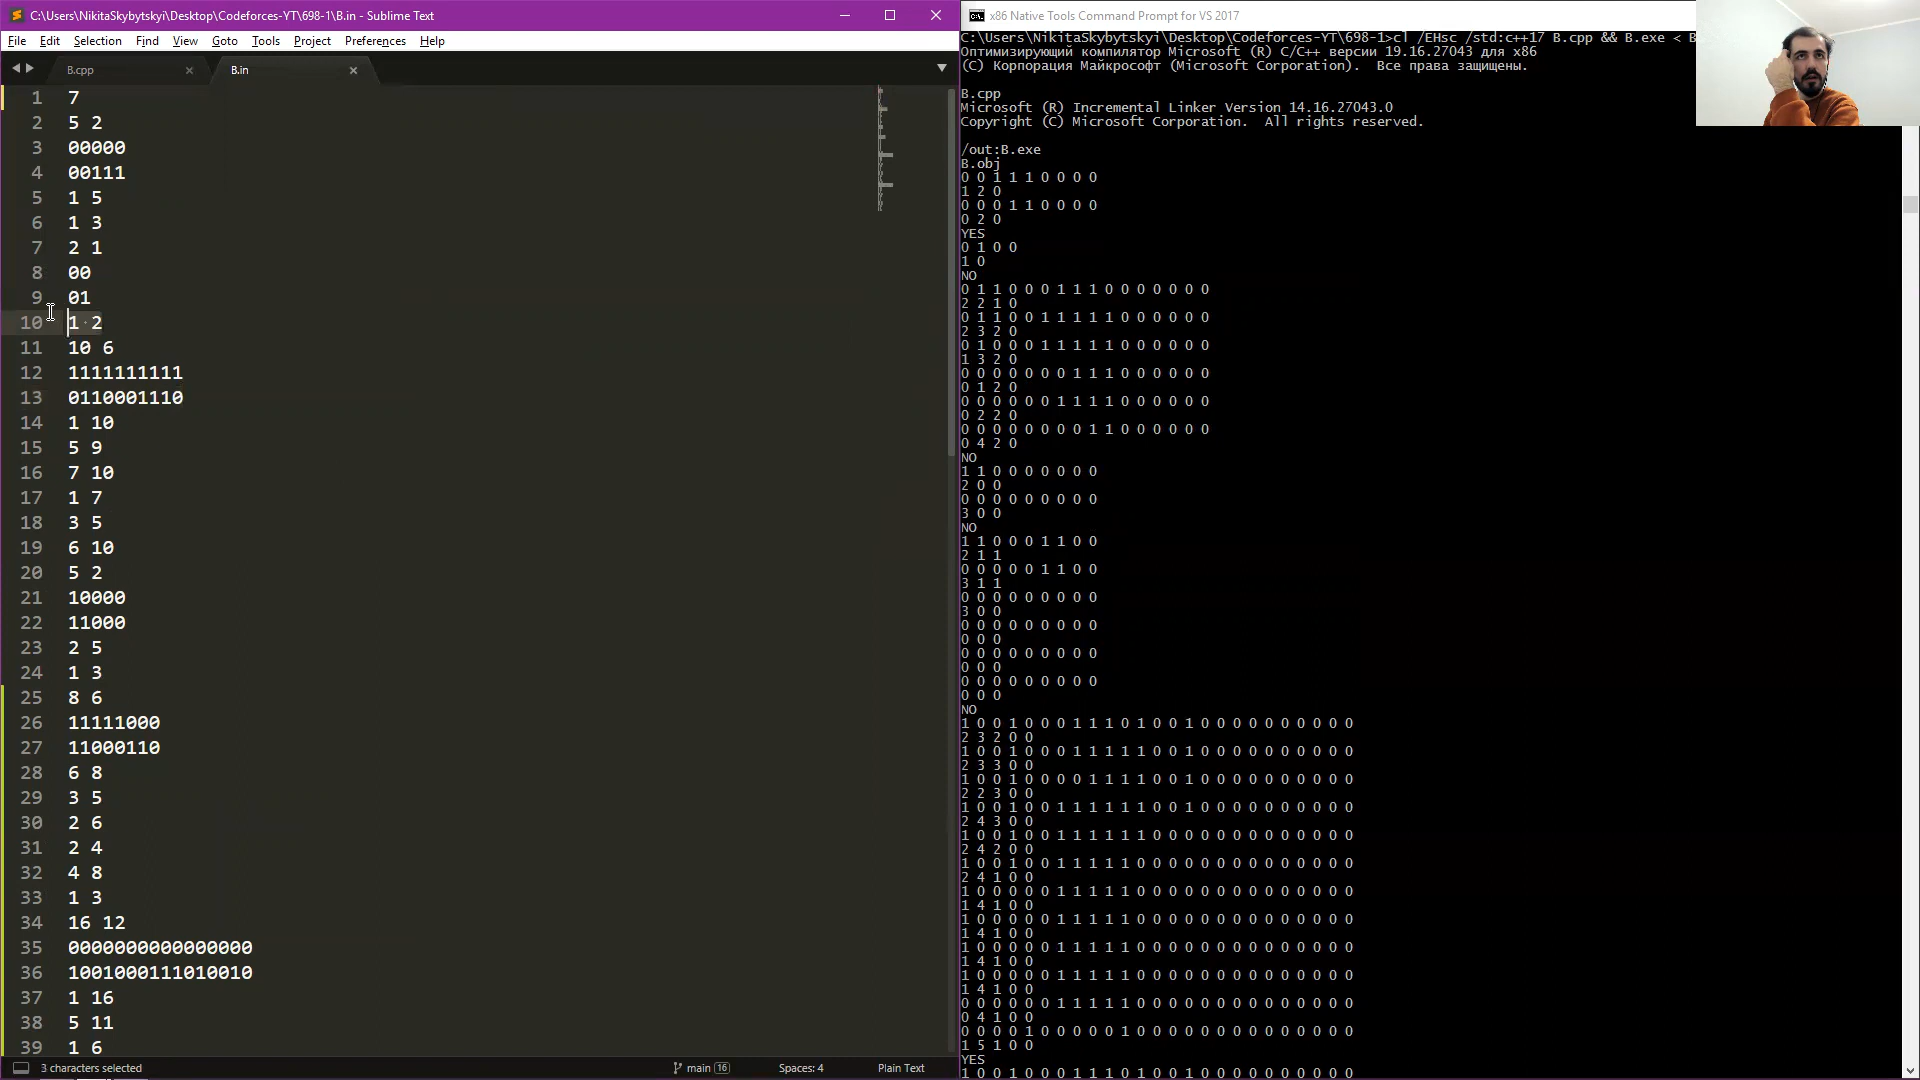 C:\Users\NikitaSkybytskyi\Desktop\Codeforces-YT\698-1\B.in - Sublime Text
File Edit Selection Find View Goto Tools Project Preferences Help
B.cpp
B.in
1 7
2 5 2
3 00000
4 00111
5 1 5
6 1 3
7 2 1
8 00
9 01
10 1 2
11 10 6
12 1111111111
13 0110001110
14 1 10
15 5 9
16 7 10
17 1 7
18 3 5
19 6 10
20 5 2
21 10000
22 11000
23 2 5
24 1 3
25 8 6
26 11111000
27 11000110
28 6 8
29 3 5
30 2 6
31 2 4
32 4 8
33 1 3
34 16 12
35 0000000000000000
36 1001000111010010
37 1 16
38 5 11
39 1 6
3 characters selected
main 16
Spaces: 4
Plain Text
x86 Native Tools Command Prompt for VS 2017
C:\Users\NikitaSkybytskyi\Desktop\Codeforces-YT\698-1>cl /EHsc /std:c++17 B.cpp && B.exe < B
Оптимизирующий компилятор Microsoft (R) C/C++ версии 19.16.27043 для x86
(C) Корпорация Майкрософт (Microsoft Corporation). Все права защищены.
B.cpp
Microsoft (R) Incremental Linker Version 14.16.27043.0
Copyright (C) Microsoft Corporation. All rights reserved.
/out:B.exe
B.obj
0 0 1 1 1 0 0 0 0
1 2 0
0 0 0 1 1 0 0 0 0
0 2 0
YES
0 1 0 0
1 0
NO
0 1 1 0 0 0 1 1 1 0 0 0 0 0 0 0
2 2 1 0
0 1 1 0 0 1 1 1 1 1 0 0 0 0 0 0
2 3 2 0
0 1 0 0 0 1 1 1 1 1 0 0 0 0 0 0
1 3 2 0
0 0 0 0 0 0 0 1 1 1 0 0 0 0 0 0
0 1 2 0
0 0 0 0 0 0 1 1 1 1 0 0 0 0 0 0
0 2 2 0
0 0 0 0 0 0 0 0 1 1 0 0 0 0 0 0
0 4 2 0
NO
1 1 0 0 0 0 0 0 0
2 0 0
0 0 0 0 0 0 0 0 0
3 0 0
NO
1 1 0 0 0 1 1 0 0
2 1 1
0 0 0 0 0 1 1 0 0
3 1 1
0 0 0 0 0 0 0 0 0
3 0 0
0 0 0 0 0 0 0 0 0
0 0 0
0 0 0 0 0 0 0 0 0
0 0 0
0 0 0 0 0 0 0 0 0
0 0 0
NO
1 0 0 1 0 0 0 1 1 1 0 1 0 0 1 0 0 0 0 0 0 0 0 0 0
2 3 2 0 0
1 0 0 1 0 0 0 1 1 1 1 1 0 0 1 0 0 0 0 0 0 0 0 0 0
2 3 3 0 0
1 0 0 1 0 0 0 0 1 1 1 1 0 0 1 0 0 0 0 0 0 0 0 0 0
2 2 3 0 0
1 0 0 1 0 0 1 1 1 1 1 1 0 0 1 0 0 0 0 0 0 0 0 0 0
2 4 3 0 0
1 0 0 1 0 0 1 1 1 1 1 1 0 0 0 0 0 0 0 0 0 0 0 0 0
2 4 2 0 0
1 0 0 1 0 0 1 1 1 1 1 0 0 0 0 0 0 0 0 0 0 0 0 0 0
2 4 1 0 0
1 0 0 0 0 0 1 1 1 1 1 0 0 0 0 0 0 0 0 0 0 0 0 0 0
1 4 1 0 0
1 0 0 0 0 0 1 1 1 1 1 0 0 0 0 0 0 0 0 0 0 0 0 0 0
1 4 1 0 0
1 0 0 0 0 0 1 1 1 1 1 0 0 0 0 0 0 0 0 0 0 0 0 0 0
1 4 1 0 0
1 0 0 0 0 0 1 1 1 1 1 0 0 0 0 0 0 0 0 0 0 0 0 0 0
1 4 1 0 0
0 0 0 0 0 0 1 1 1 1 1 0 0 0 0 0 0 0 0 0 0 0 0 0 0
0 4 1 0 0
0 0 0 0 1 0 0 0 0 0 1 0 0 0 0 0 0 0 0 0 0 0 0 0 0
1 5 1 0 0
YES
1 0 0 1 0 0 0 1 1 1 0 1 0 0 1 0 0 0 0 0 0 0 0 0 0